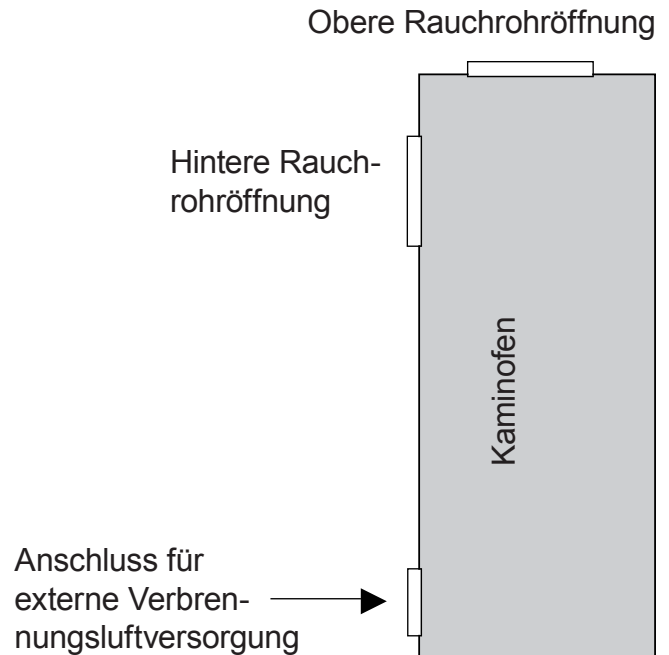 Obere Rauchrohröffnung
Hintere Rauch-
rohröffnung
Kaminofen
Anschluss für
externe Verbren-
nungsluftversorgung